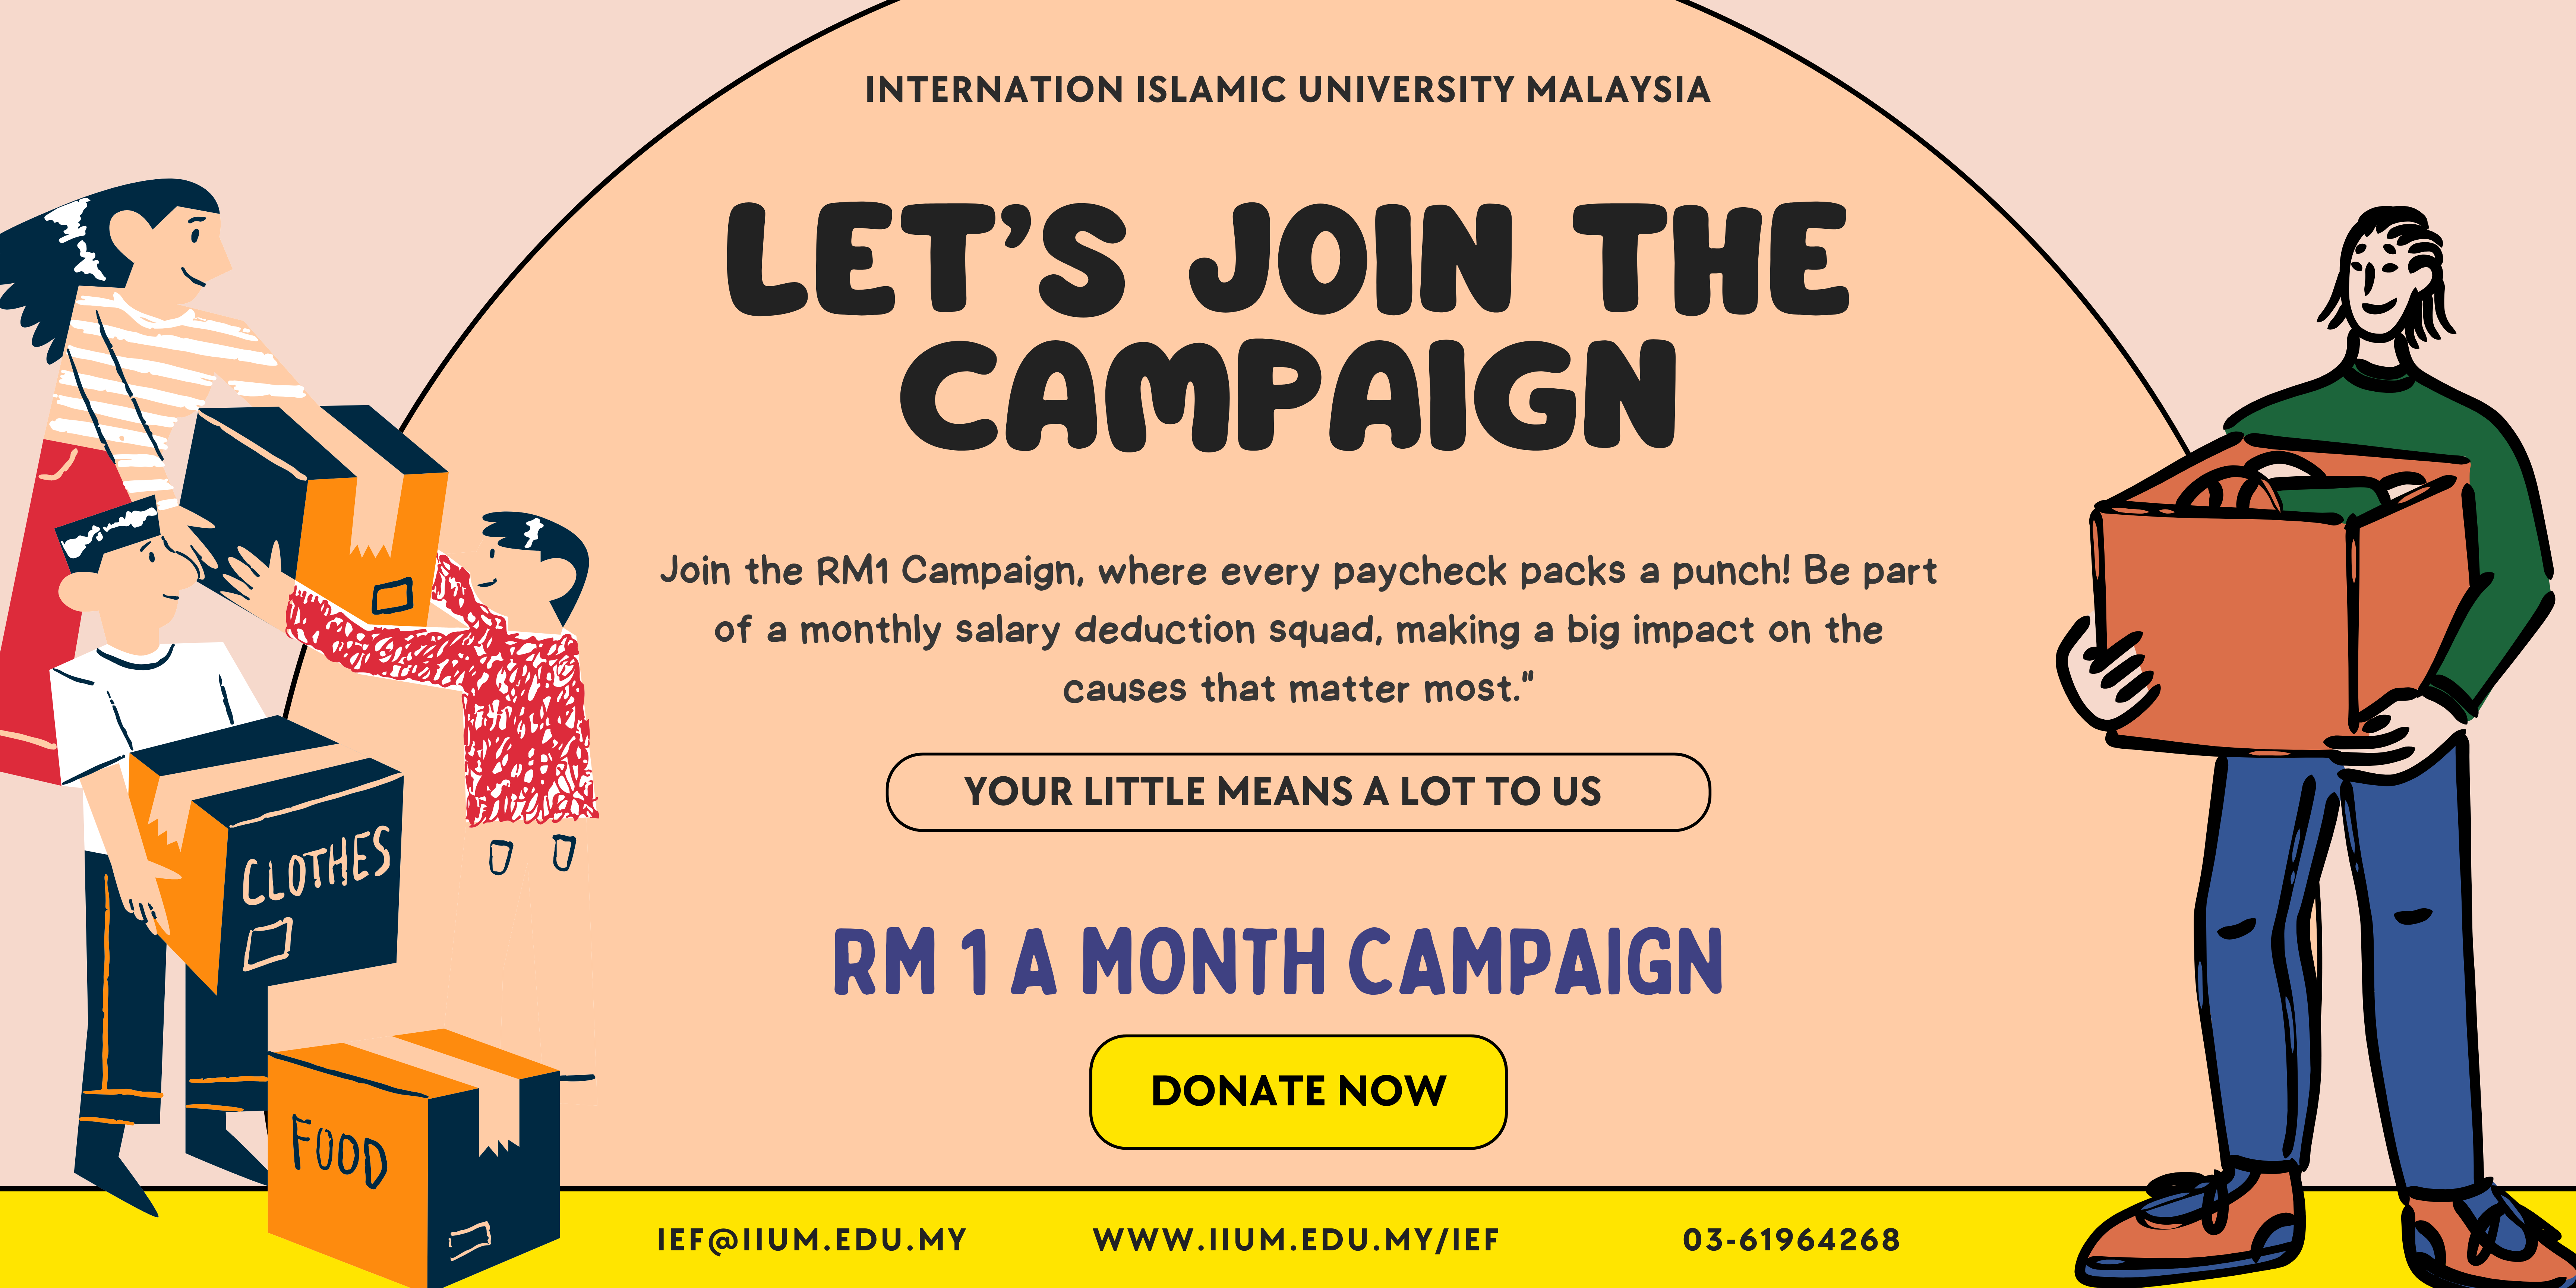 INTERNATION ISLAMIC UNIVERSITY MALAYSIA
LET'S JOIN THE
CAMPAIGN
Join the RM1 Campaign, where every paycheck packs a punch! Be part
of a monthly salary deduction squad, making a big impact on the
causes that matter most."
YOUR LITTLE MEANS A LOT TO US
RM 1 A MONTH CAMPAIGN
DONATE NOW
CLOTHES
FOOD
IEF@IIUM.EDU.MY
WWW.IIUM.EDU.MY/IEF
03-61964268